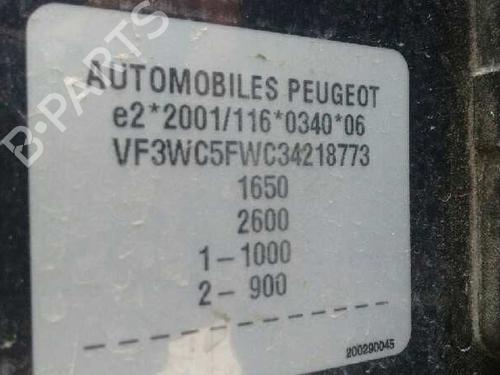 B-PARTS
AUTOMOBILES PEUGEOT
e2*2001/116*0340*06
VF3WC5FWC34218773
1650
2600
1-1000
2- 900
200290045